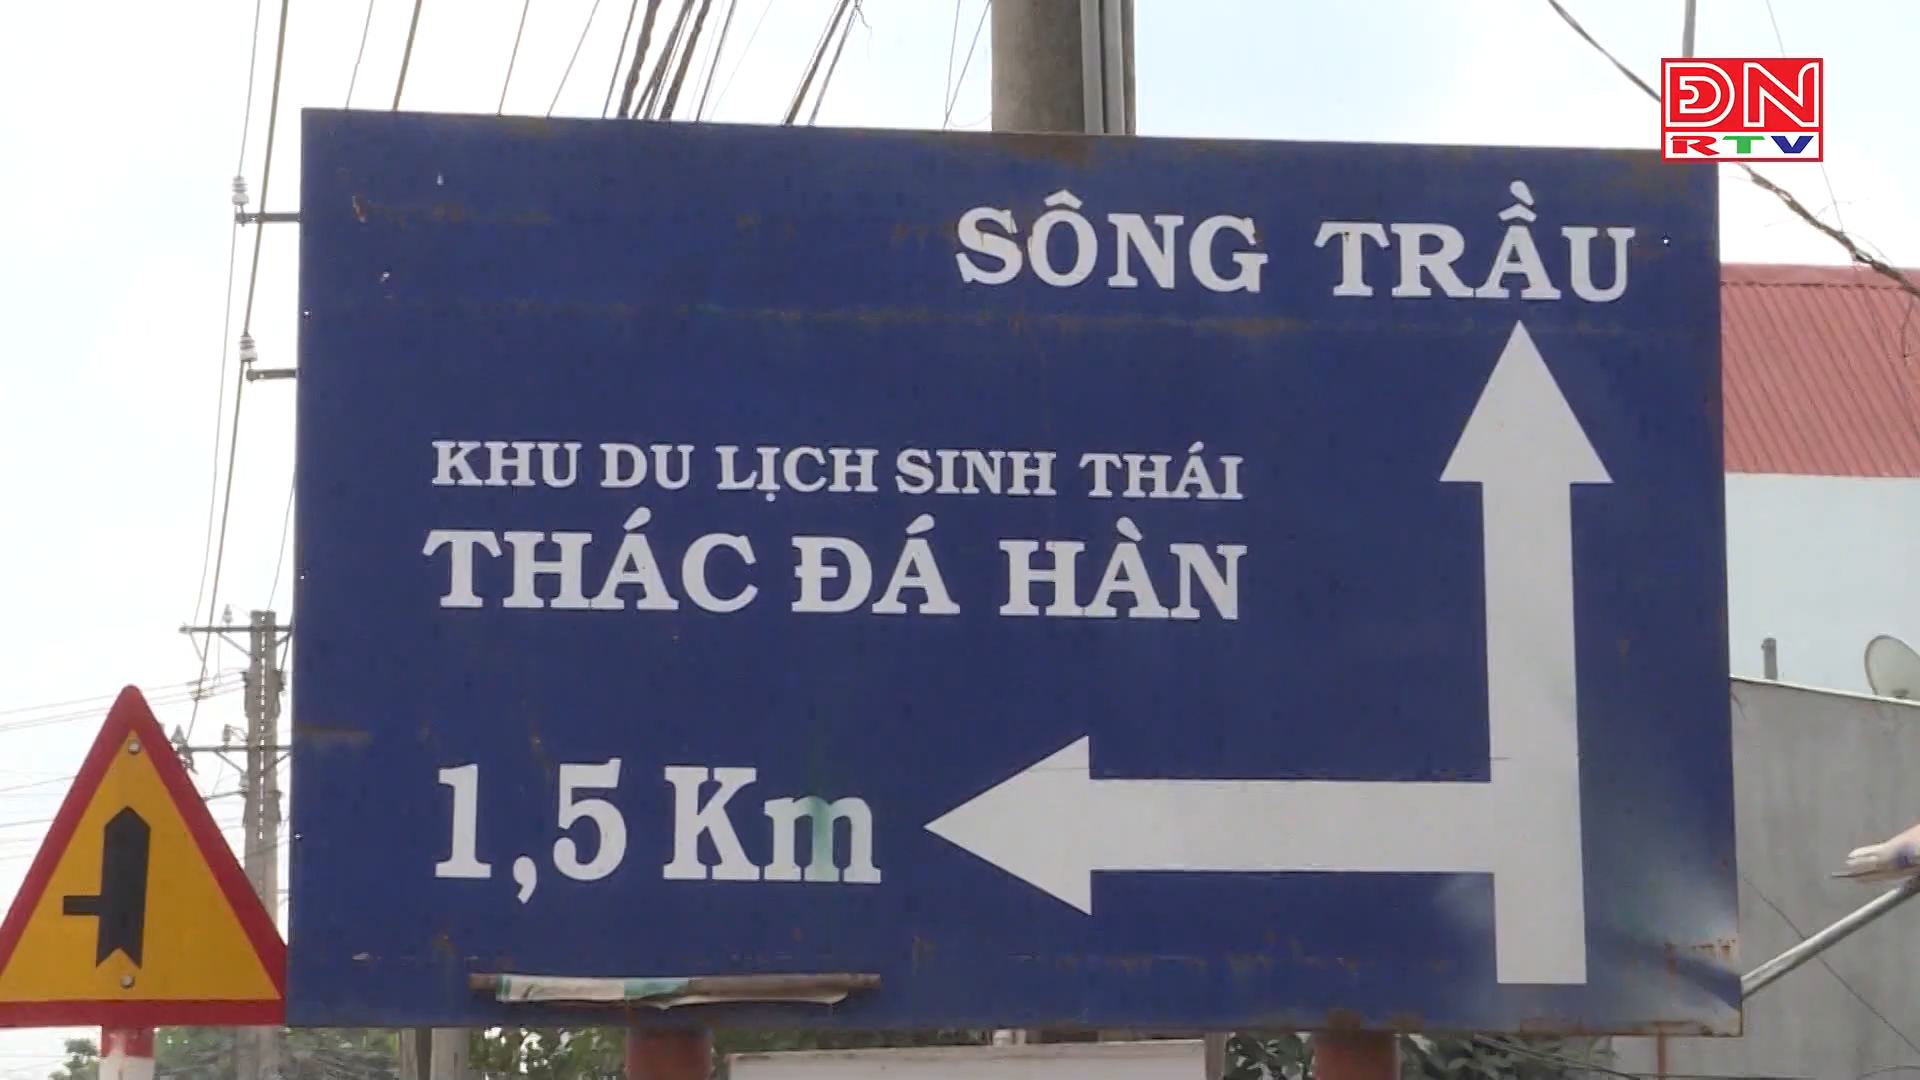 ĐN
RTV
SÔNG TRẦU
KHU DU LỊCH SINH THÁI
THÁC ĐÁ HÀN
1,5 Km